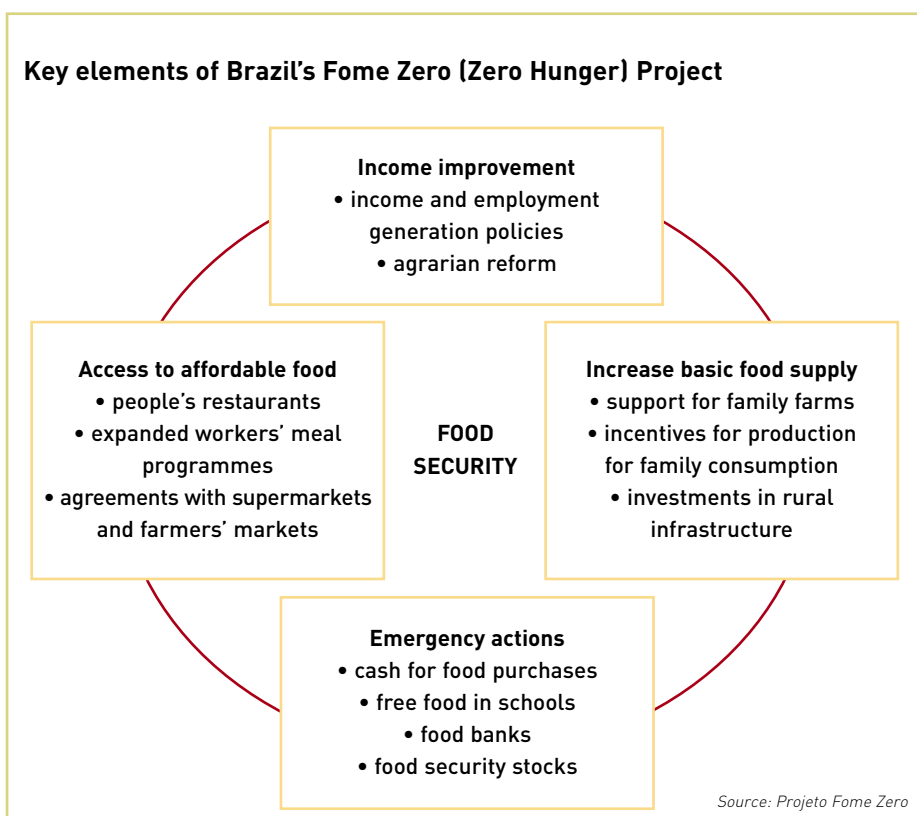 Key elements of Brazil’s Fome Zero (Zero Hunger) Project
Income improvement
• income and employment
generation policies
• agrarian reform
Access to affordable food
• people’s restaurants
• expanded workers’ meal
programmes
• agreements with supermarkets
and farmers’ markets
FOOD
SECURITY
Increase basic food supply
• support for family farms
• incentives for production
for family consumption
• investments in rural
infrastructure
Emergency actions
• cash for food purchases
• free food in schools
• food banks
• food security stocks
Source: Projeto Fome Zero